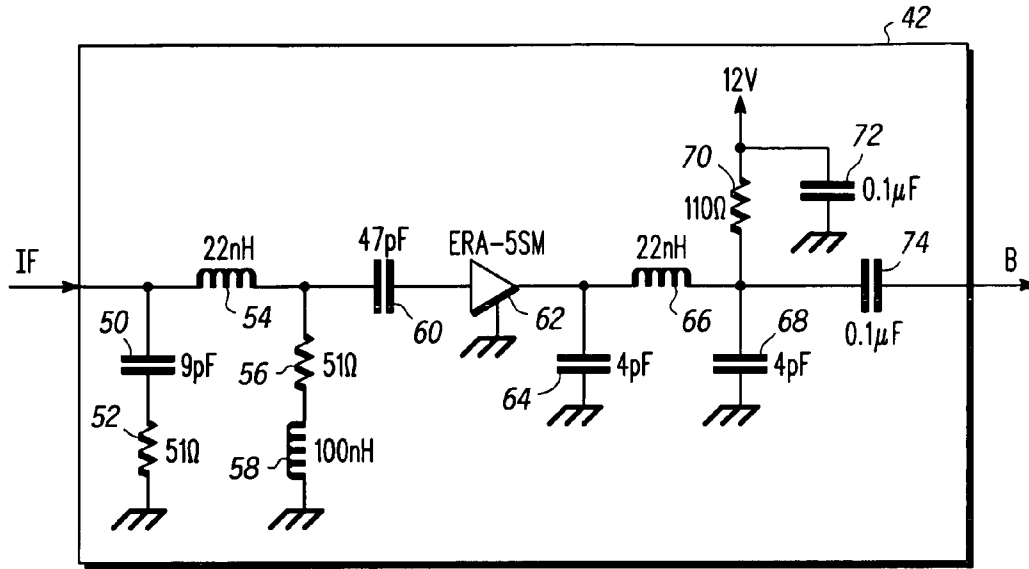 42
12V
72
70
0.1μF
110Ω
74
22nH
47pF
ERA-5SM
22nH
IF
B
54
62
66
68
50
60
0.1μF
9pF
56
51Ω
64
4pF
4pF
52
51Ω
58
100nH